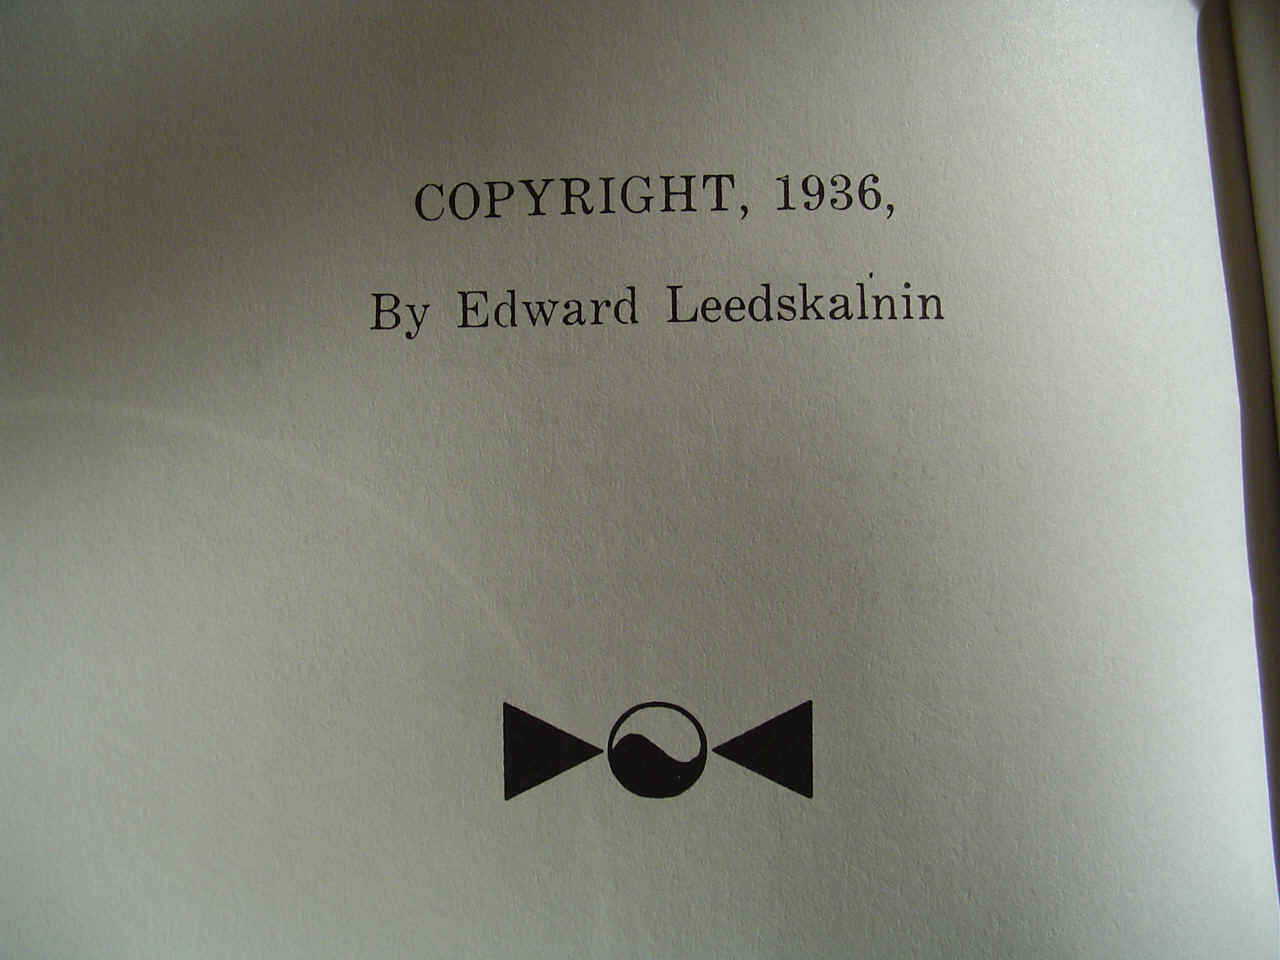 COPYRIGHT, 1936,
By Edward Leedskalnin